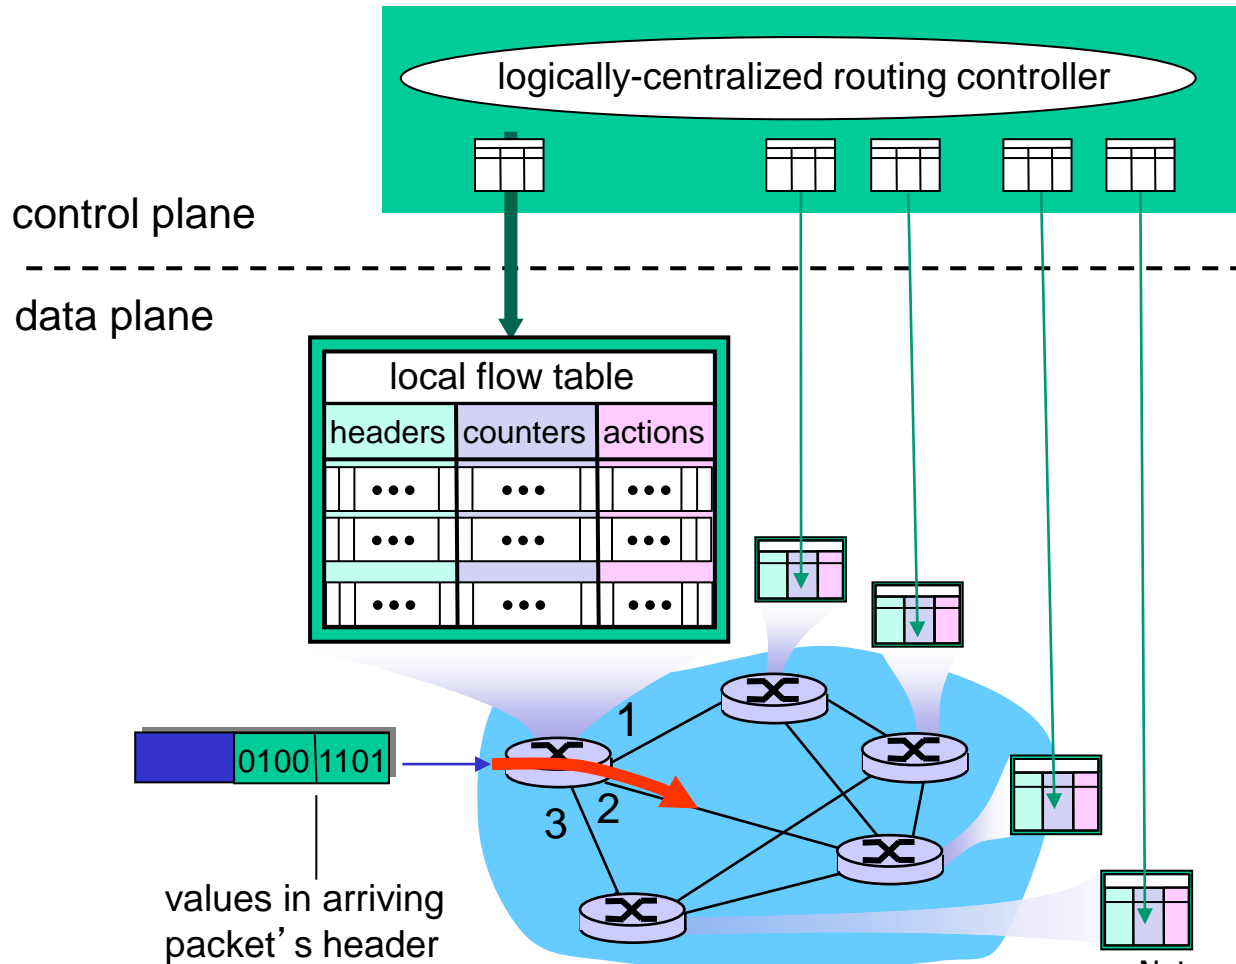 logically-centralized routing controller
control plane
data plane
local flow table
headers counters actions
1
0100 1101
3 2
values in arriving
packet’s header